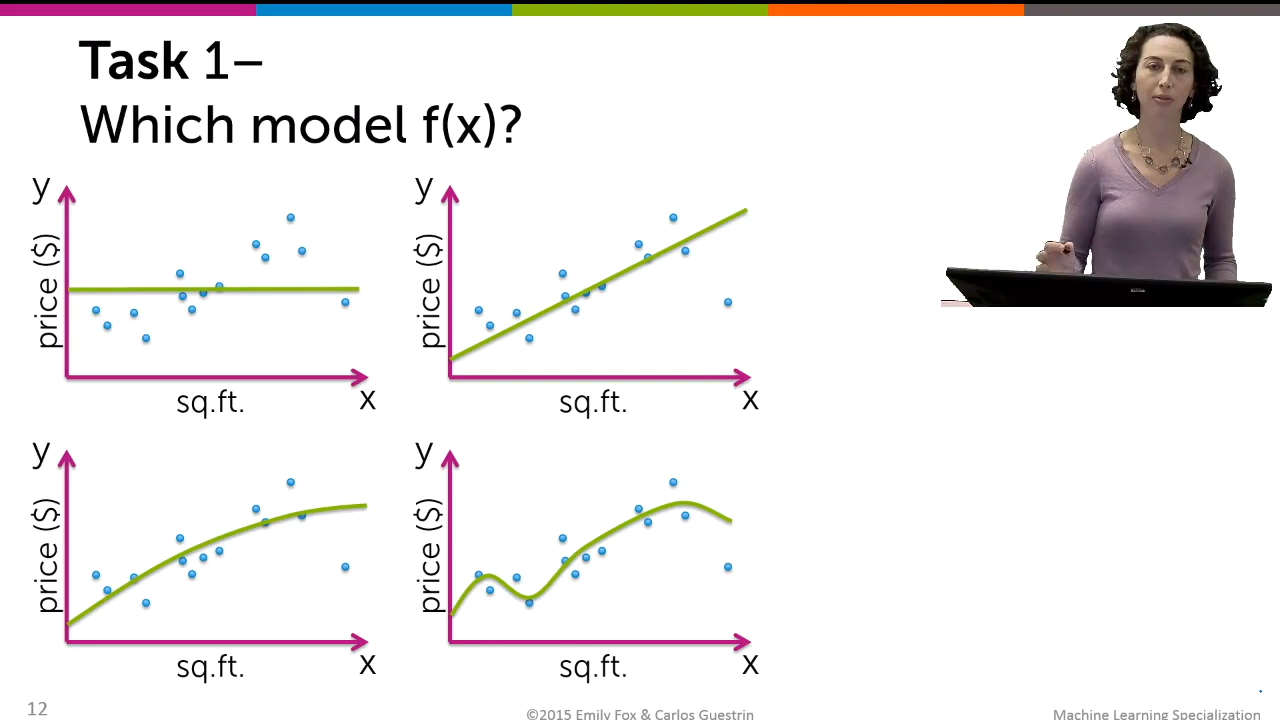 Task 1–
Which model f(x)?
y
price ($)
sq.ft.
x
y
price ($)
sq.ft.
x
y
price ($)
sq.ft.
x
y
price ($)
sq.ft.
x
12
©2015 Emily Fox & Carlos Guestrin
Machine Learning Specialization